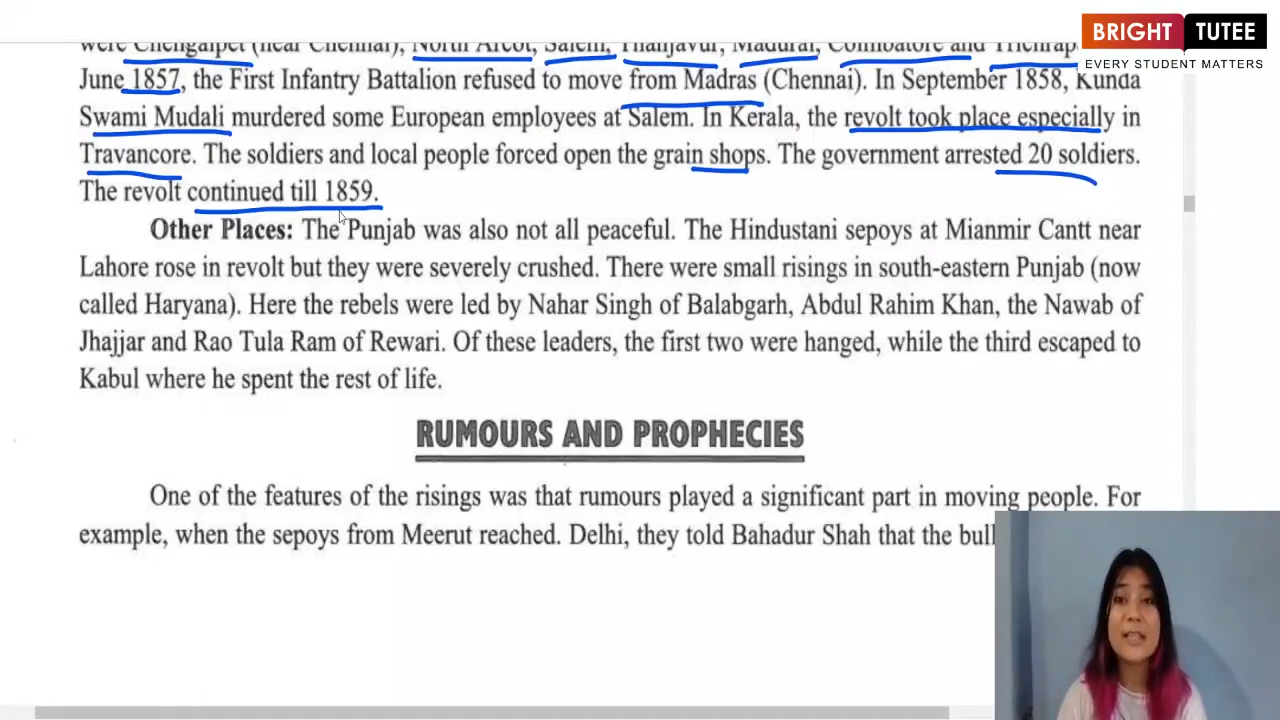 BRIGHT TUTEE
EVERY STUDENT MATTERS
were Chengalpet (near Chennai), North Arcot, Salem, Thanjavur, Madurai, Coimbatore and
June 1857, the First Infantry Battalion refused to move from Madras (Chennai). In September 1858, Kunda
Swami Mudali murdered some European employees at Salem. In Kerala, the revolt took place especially in
Travancore. The soldiers and local people forced open the grain shops. The government arrested 20 soldiers.
The revolt continued till 1859.
Other Places: The Punjab was also not all peaceful. The Hindustani sepoys at Mianmir Cantt near
Lahore rose in revolt but they were severely crushed. There were small risings in south-eastern Punjab (now
called Haryana). Here the rebels were led by Nahar Singh of Balabgarh, Abdul Rahim Khan, the Nawab of
Jhajjar and Rao Tula Ram of Rewari. Of these leaders, the first two were hanged, while the third escaped to
Kabul where he spent the rest of life.
RUMOURS AND PROPHECIES
One of the features of the risings was that rumours played a significant part in moving people. For
example, when the sepoys from Meerut reached. Delhi, they told Bahadur Shah that the